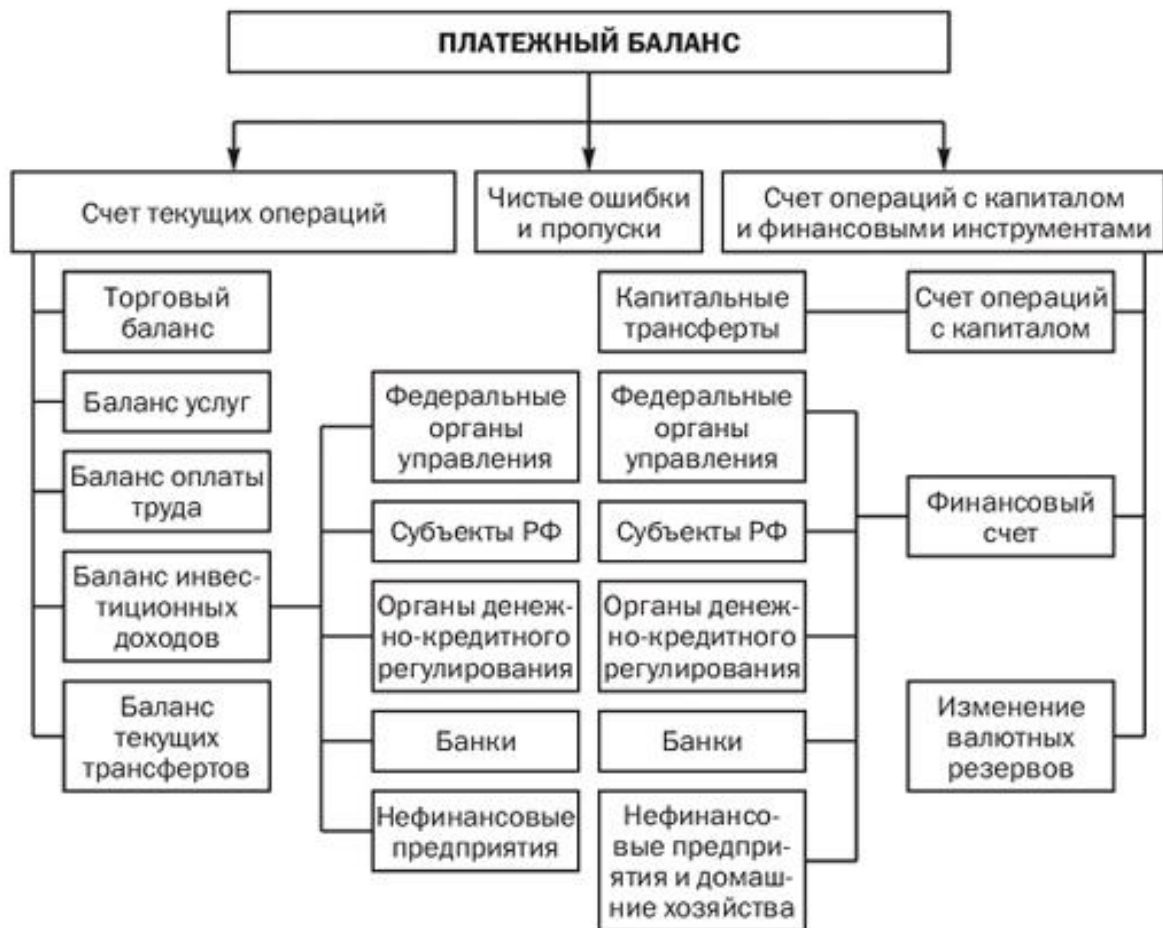 ПЛАТЕЖНЫЙ БАЛАНС
Счет текущих операций
Чистые ошибки
и пропуски
Счет операций с капиталом
и финансовыми инструментами
Торговый
баланс
Баланс услуг
Баланс оплаты
труда
Баланс инвес-
тиционных
доходов
Баланс
текущих
трансфертов
Федеральные
органы
управления
Субъекты РФ
Органы денеж-
но-кредитного
регулирования
Банки
Нефинансовые
предприятия
Капитальные
трансферты
Федеральные
органы
управления
Субъекты РФ
Органы денеж-
но-кредитного
регулирования
Банки
Нефинансо-
вые предпри-
ятия и домаш-
ние хозяйства
Счет операций
с капиталом
Финансовый
счет
Изменение
валютных
резервов